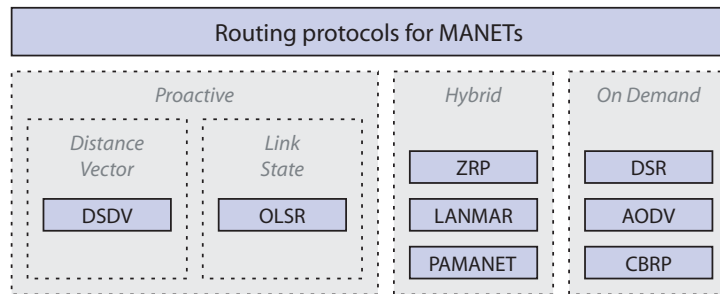 Routing protocols for MANETs
Proactive
Hybrid
On Demand
Distance
Vector
Link
State
DSDV
OLSR
ZRP
LANMAR
PAMANET
DSR
AODV
CBRP